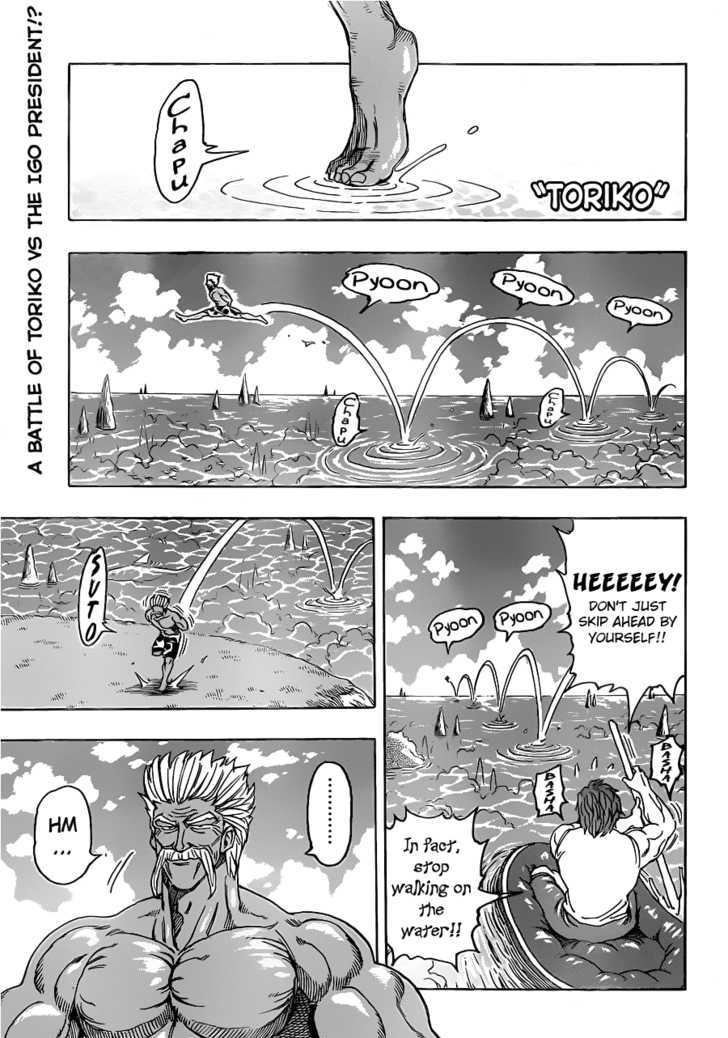 A BATTLE OF TORIKO VS THE IGO PRESIDENT!?
Chapu
"TORIKO"
Pyoon
Pyoon
Pyoon
Chapu
Chapu
HEEEEEY!
DON'T JUST
SKIP AHEAD BY
YOURSELF!!
Pyoon
Pyoon
BASHA
BASHA
In fact,
stop
walking on
the
water!!
SUTO
..........
HM
...